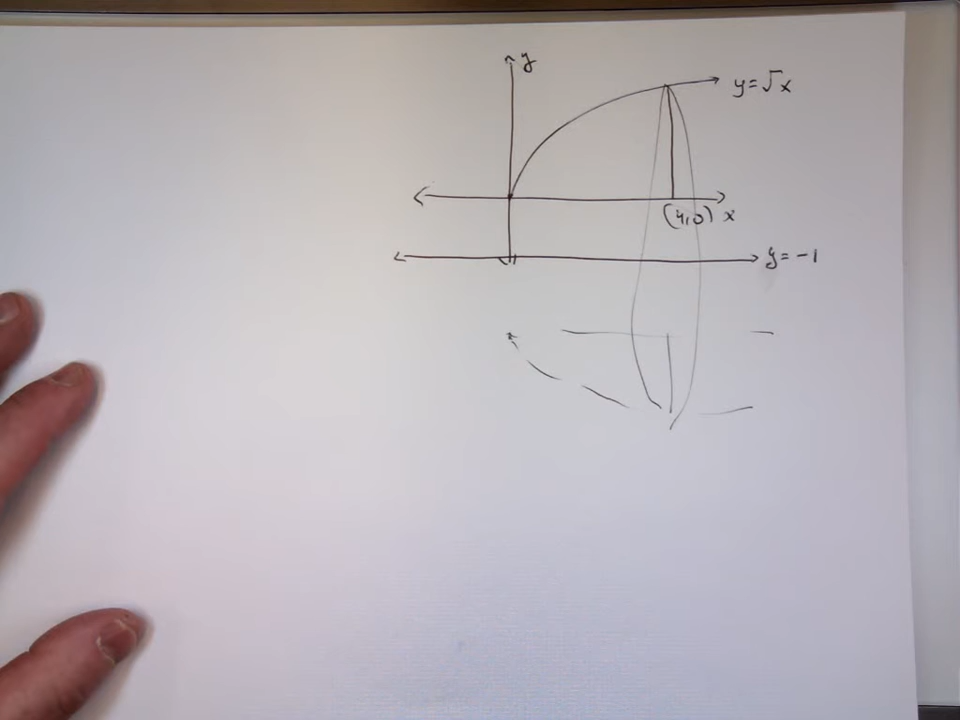 y
y=√x
(4,0) x
y=-1